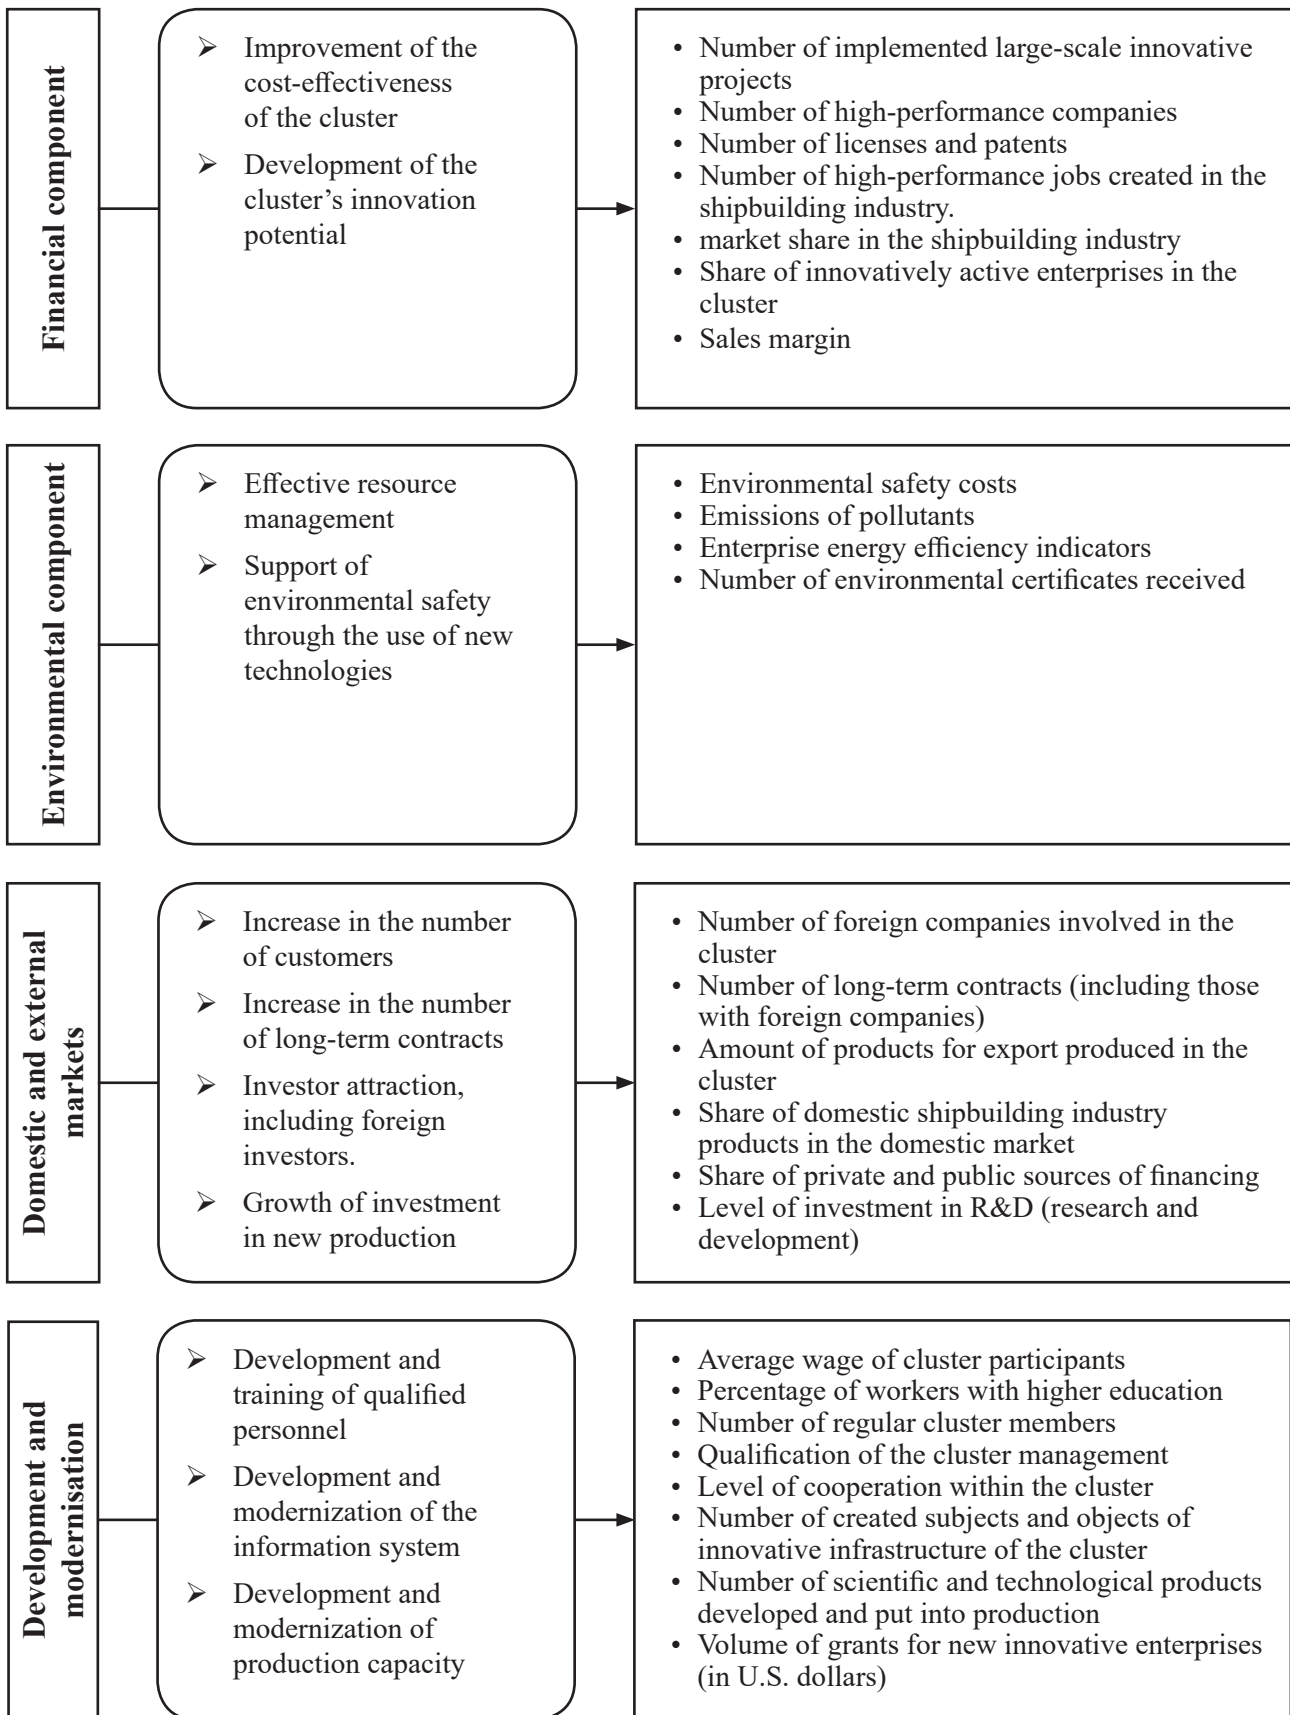 Financial component
➢ Improvement of the
cost-effectiveness
of the cluster
➢ Development of the
cluster’s innovation
potential
• Number of implemented large-scale innovative
projects
• Number of high-performance companies
• Number of licenses and patents
• Number of high-performance jobs created in the
shipbuilding industry.
• market share in the shipbuilding industry
• Share of innovatively active enterprises in the
cluster
• Sales margin
Environmental component
➢ Effective resource
management
➢ Support of
environmental safety
through the use of new
technologies
• Environmental safety costs
• Emissions of pollutants
• Enterprise energy efficiency indicators
• Number of environmental certificates received
Domestic and external
markets
➢ Increase in the number
of customers
➢ Increase in the number
of long-term contracts
➢ Investor attraction,
including foreign
investors.
➢ Growth of investment
in new production
• Number of foreign companies involved in the
cluster
• Number of long-term contracts (including those
with foreign companies)
• Amount of products for export produced in the
cluster
• Share of domestic shipbuilding industry
products in the domestic market
• Share of private and public sources of financing
• Level of investment in R&D (research and
development)
Development and
modernisation
➢ Development and
training of qualified
personnel
➢ Development and
modernization of the
information system
➢ Development and
modernization of
production capacity
• Average wage of cluster participants
• Percentage of workers with higher education
• Number of regular cluster members
• Qualification of the cluster management
• Level of cooperation within the cluster
• Number of created subjects and objects of
innovative infrastructure of the cluster
• Number of scientific and technological products
developed and put into production
• Volume of grants for new innovative enterprises
(in U.S. dollars)